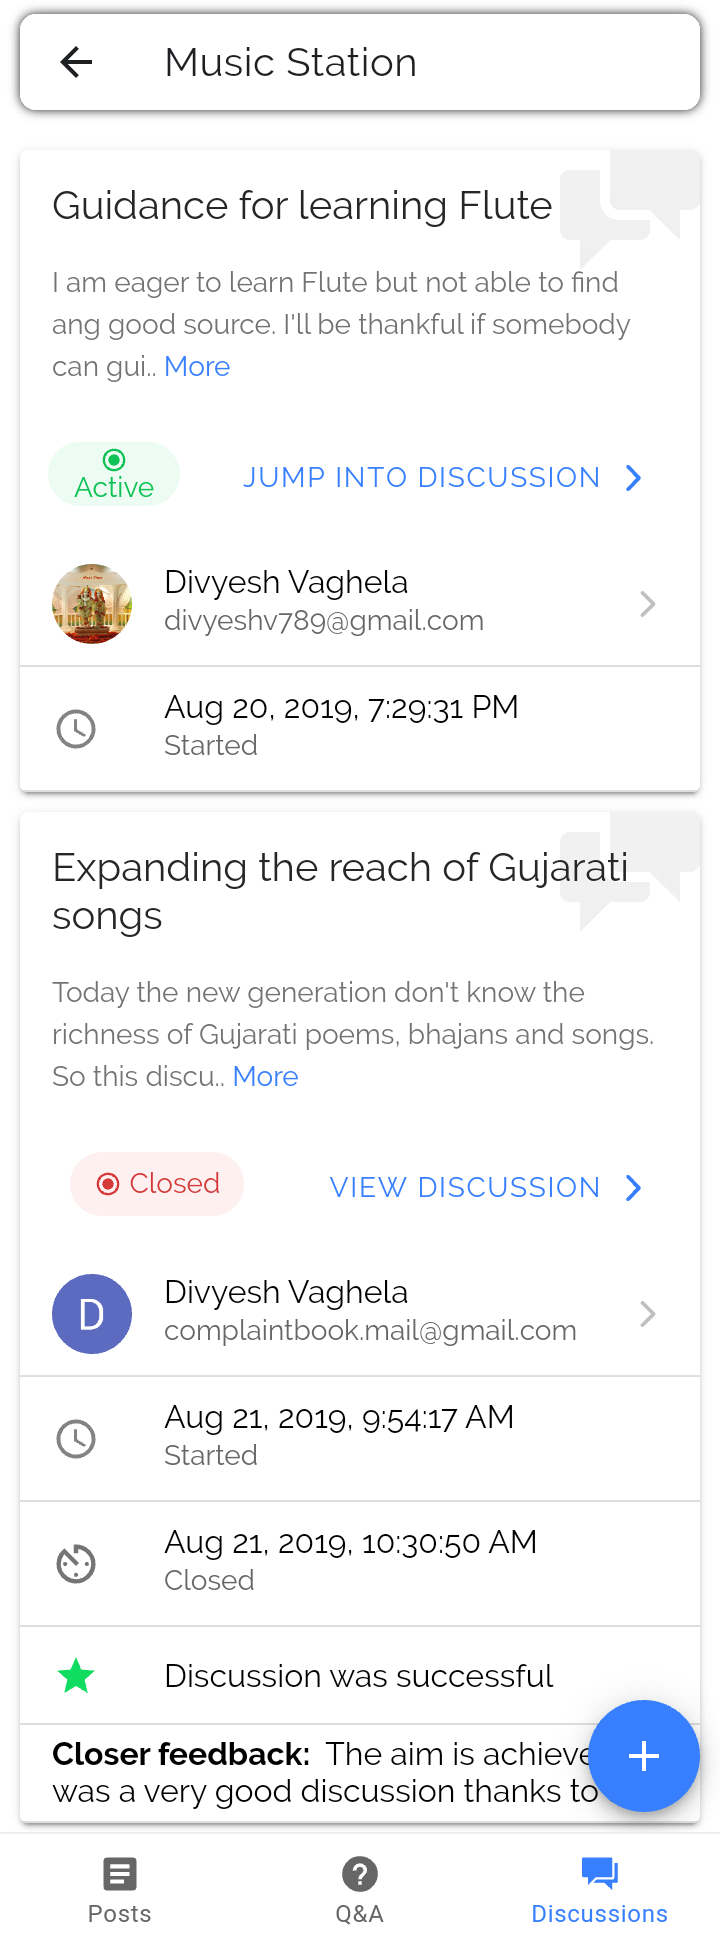 Music Station
Guidance for learning Flute
I am eager to learn Flute but not able to find
ang good source. I'll be thankful if somebody
can gui.. More
Active
JUMP INTO DISCUSSION
Divyesh Vaghela
divyeshv789@gmail.com
Aug 20, 2019, 7:29:31 PM
Started
Expanding the reach of Gujarati
songs
Today the new generation don't know the
richness of Gujarati poems, bhajans and songs.
So this discu.. More
Closed
VIEW DISCUSSION
D
Divyesh Vaghela
complaintbook.mail@gmail.com
Aug 21, 2019, 9:54:17 AM
Started
Aug 21, 2019, 10:30:50 AM
Closed
Discussion was successful
Closer feedback: The aim is achieve
was a very good discussion thanks to
Posts
Q&A
Discussions